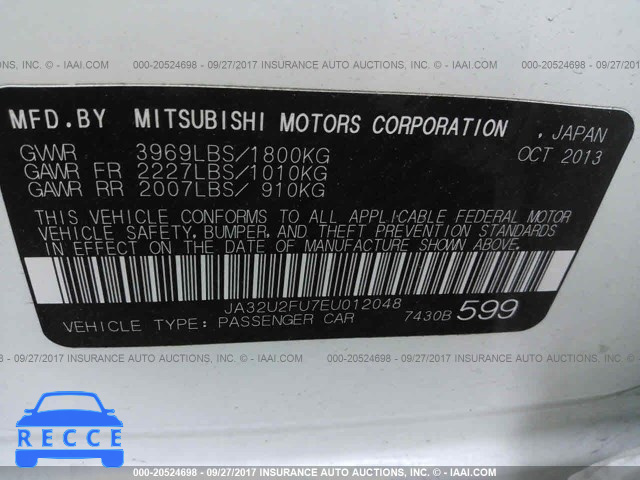 000-20524698 - 09/27/2017 INSURANCE AUTO AUCTIONS, INC. - © IAAI.COM
MFD.BY MITSUBISHI MOTORS CORPORATION , JAPAN
GVWR 3969LBS/1800KG OCT 2013
GAWR FR 2227LBS/1010KG
GAWR RR 2007LBS/ 910KG
THIS VEHICLE CONFORMS TO ALL APPLICABLE FEDERAL MOTOR
VEHICLE SAFETY, BUMPER, AND THEFT PREVENTION STANDARDS
IN EFFECT ON THE DATE OF MANUFACTURE SHOWN ABOVE.
JA32U2FU7EU012048
VEHICLE TYPE: PASSENGER CAR 7430B 599
000-20524698 - 09/27/2017 INSURANCE AUTO AUCTIONS, INC. - © IAAI.COM
RECCE
000-20524698 - 09/27/2017 INSURANCE AUTO AUCTIONS, INC. - © IAAI.COM